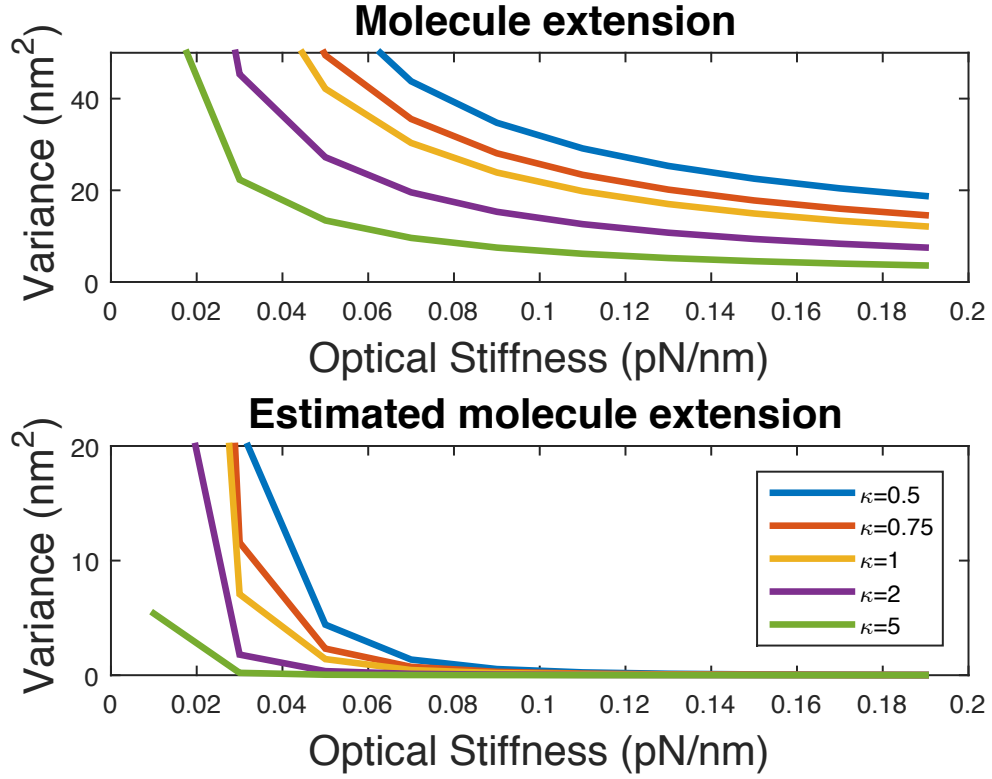 Molecule extension
Variance (nm²)
40
20
0
0 0.02 0.04 0.06 0.08 0.1 0.12 0.14 0.16 0.18 0.2
Optical Stiffness (pN/nm)
Estimated molecule extension
Variance (nm²)
20
10
0
κ=0.5
κ=0.75
κ=1
κ=2
κ=5
0 0.02 0.04 0.06 0.08 0.1 0.12 0.14 0.16 0.18 0.2
Optical Stiffness (pN/nm)